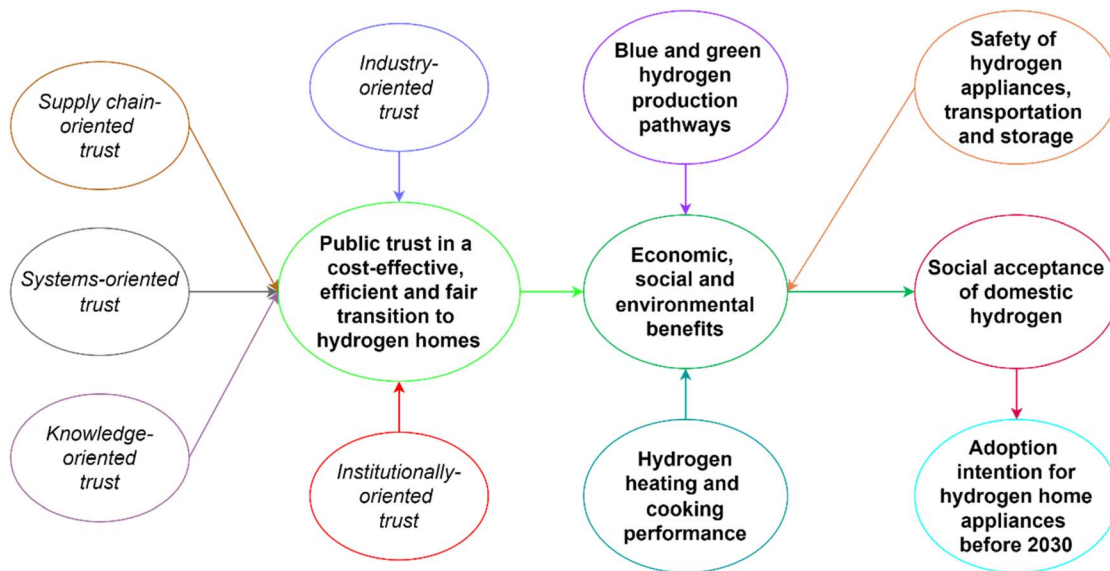 Supply chain-
oriented
trust
Systems-oriented
trust
Knowledge-
oriented
trust
Industry-
oriented
trust
Public trust in a
cost-effective,
efficient and fair
transition to
hydrogen homes
Institutionally-
oriented
trust
Blue and green
hydrogen
production
pathways
Economic,
social and
environmental
benefits
Hydrogen
heating and
cooking
performance
Safety of
hydrogen
appliances,
transportation
and storage
Social acceptance
of domestic
hydrogen
Adoption
intention for
hydrogen home
appliances
before 2030